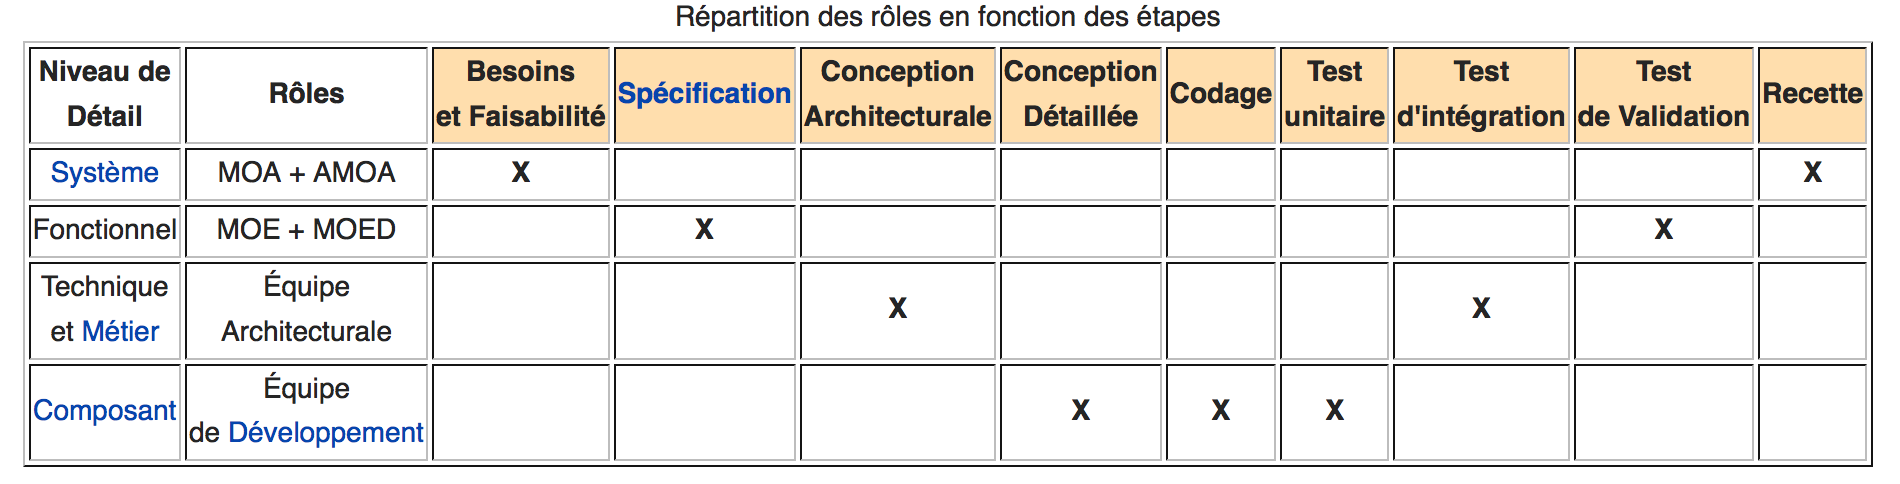 Répartition des rôles en fonction des étapes
Niveau de Détail | Rôles | Besoins et Faisabilité | Spécification | Conception Architecturale | Conception Détaillée | Codage | Test unitaire | Test d'intégration | Test de Validation | Recette
Système | MOA + AMOA | X | | | | | | | | X
Fonctionnel | MOE + MOED | | X | | | | | | X |
Technique et Métier | Équipe Architecturale | | | X | | | | X | |
Composant | Équipe de Développement | | | | X | X | X | | |